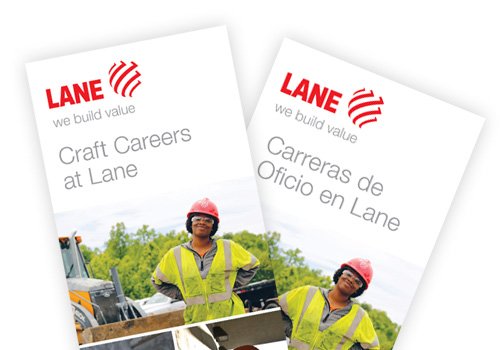 LANE
we build value
Craft Careers
at Lane
LANE
we build value
Carreras de
Oficio en Lane